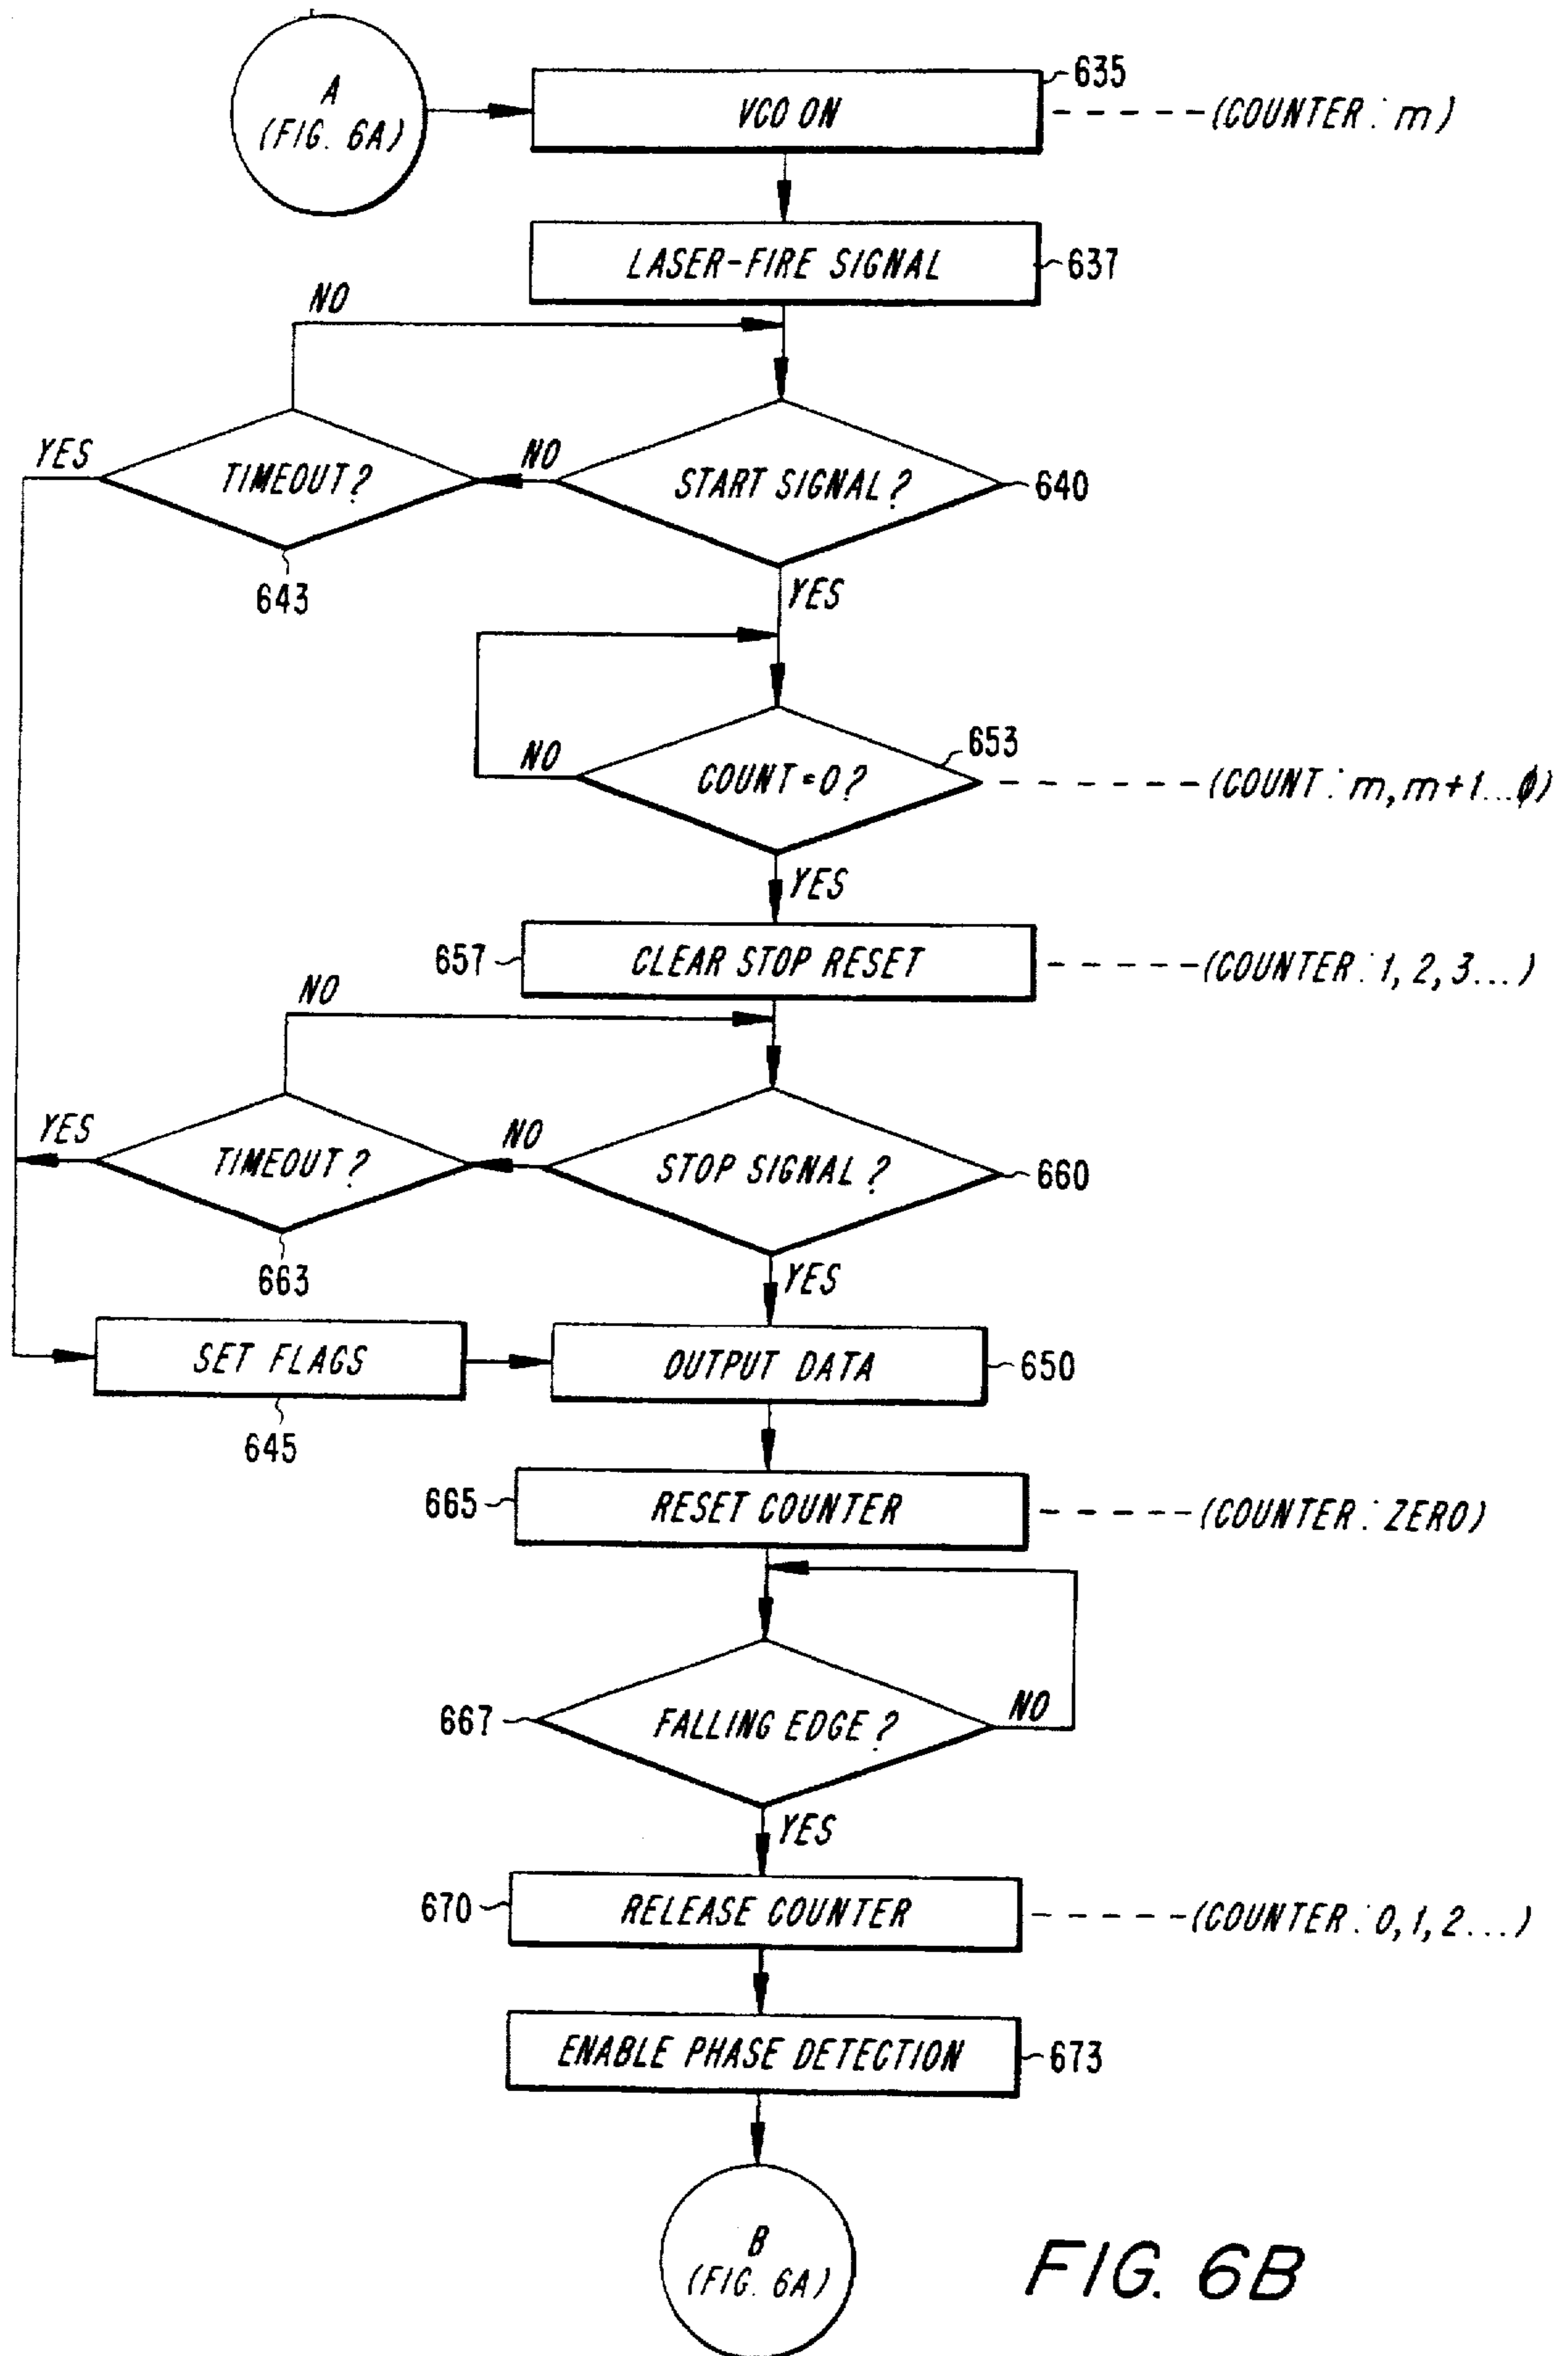 A
(FIG. 6A)
VCO ON
635
(COUNTER: m)
LASER-FIRE SIGNAL
637
NO
YES
TIMEOUT?
NO
START SIGNAL?
640
643
YES
NO
COUNT=0?
653
(COUNT: m, m+1...ϕ)
YES
657
CLEAR STOP RESET
(COUNTER: 1, 2, 3...)
NO
YES
TIMEOUT?
NO
STOP SIGNAL?
660
663
YES
SET FLAGS
OUTPUT DATA
650
645
665
RESET COUNTER
(COUNTER: ZERO)
667
FALLING EDGE?
NO
YES
670
RELEASE COUNTER
(COUNTER: 0, 1, 2...)
ENABLE PHASE DETECTION
673
B
(FIG. 6A)
FIG. 6B